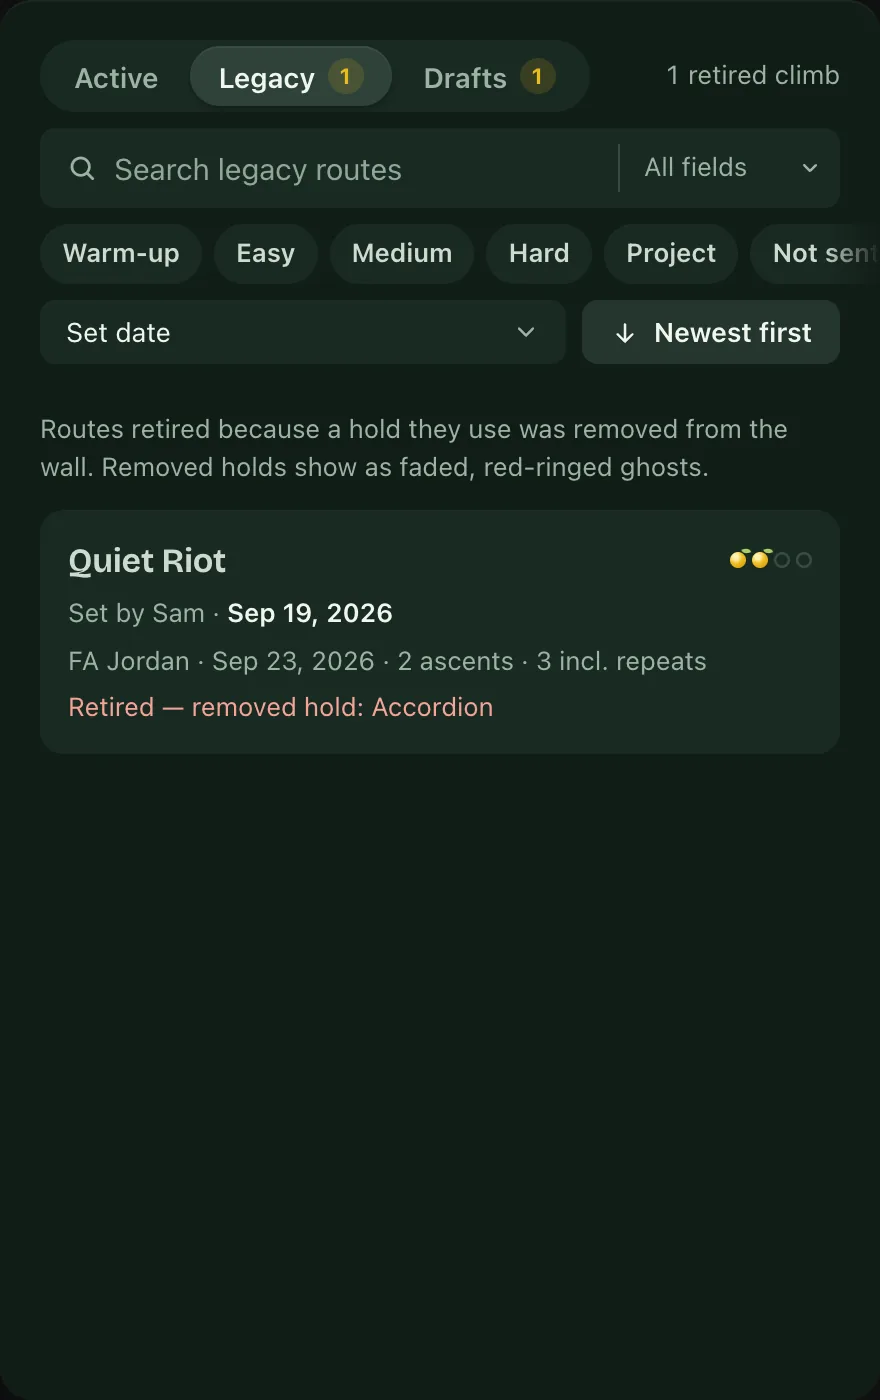 Active
Legacy 1
Drafts 1
1 retired climb
Search legacy routes
All fields
Warm-up
Easy
Medium
Hard
Project
Not sent
Set date
Newest first
Routes retired because a hold they use was removed from the
wall. Removed holds show as faded, red-ringed ghosts.
Quiet Riot
Set by Sam · Sep 19, 2026
FA Jordan · Sep 23, 2026 · 2 ascents · 3 incl. repeats
Retired — removed hold: Accordion